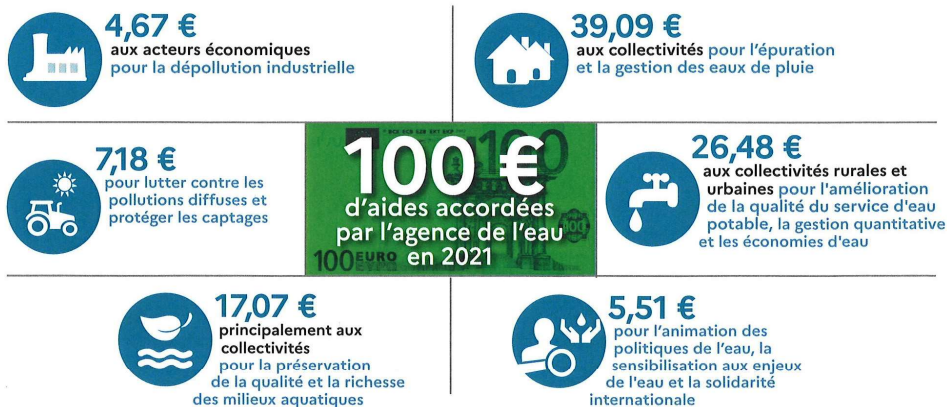 4,67 €
aux acteurs économiques
pour la dépollution industrielle
39,09 €
aux collectivités pour l'épuration
et la gestion des eaux de pluie
7,18 €
pour lutter contre les
pollutions diffuses et
protéger les captages
100 €
d'aides accordées
par l'agence de l'eau
en 2021
100 EURO
100
26,48 €
aux collectivités rurales et
urbaines pour l'amélioration
de la qualité du service d'eau
potable, la gestion quantitative
et les économies d'eau
17,07 €
principalement aux
collectivités
pour la préservation
de la qualité et la richesse
des milieux aquatiques
5,51 €
pour l'animation des
politiques de l'eau, la
sensibilisation aux enjeux
de l'eau et la solidarité
internationale